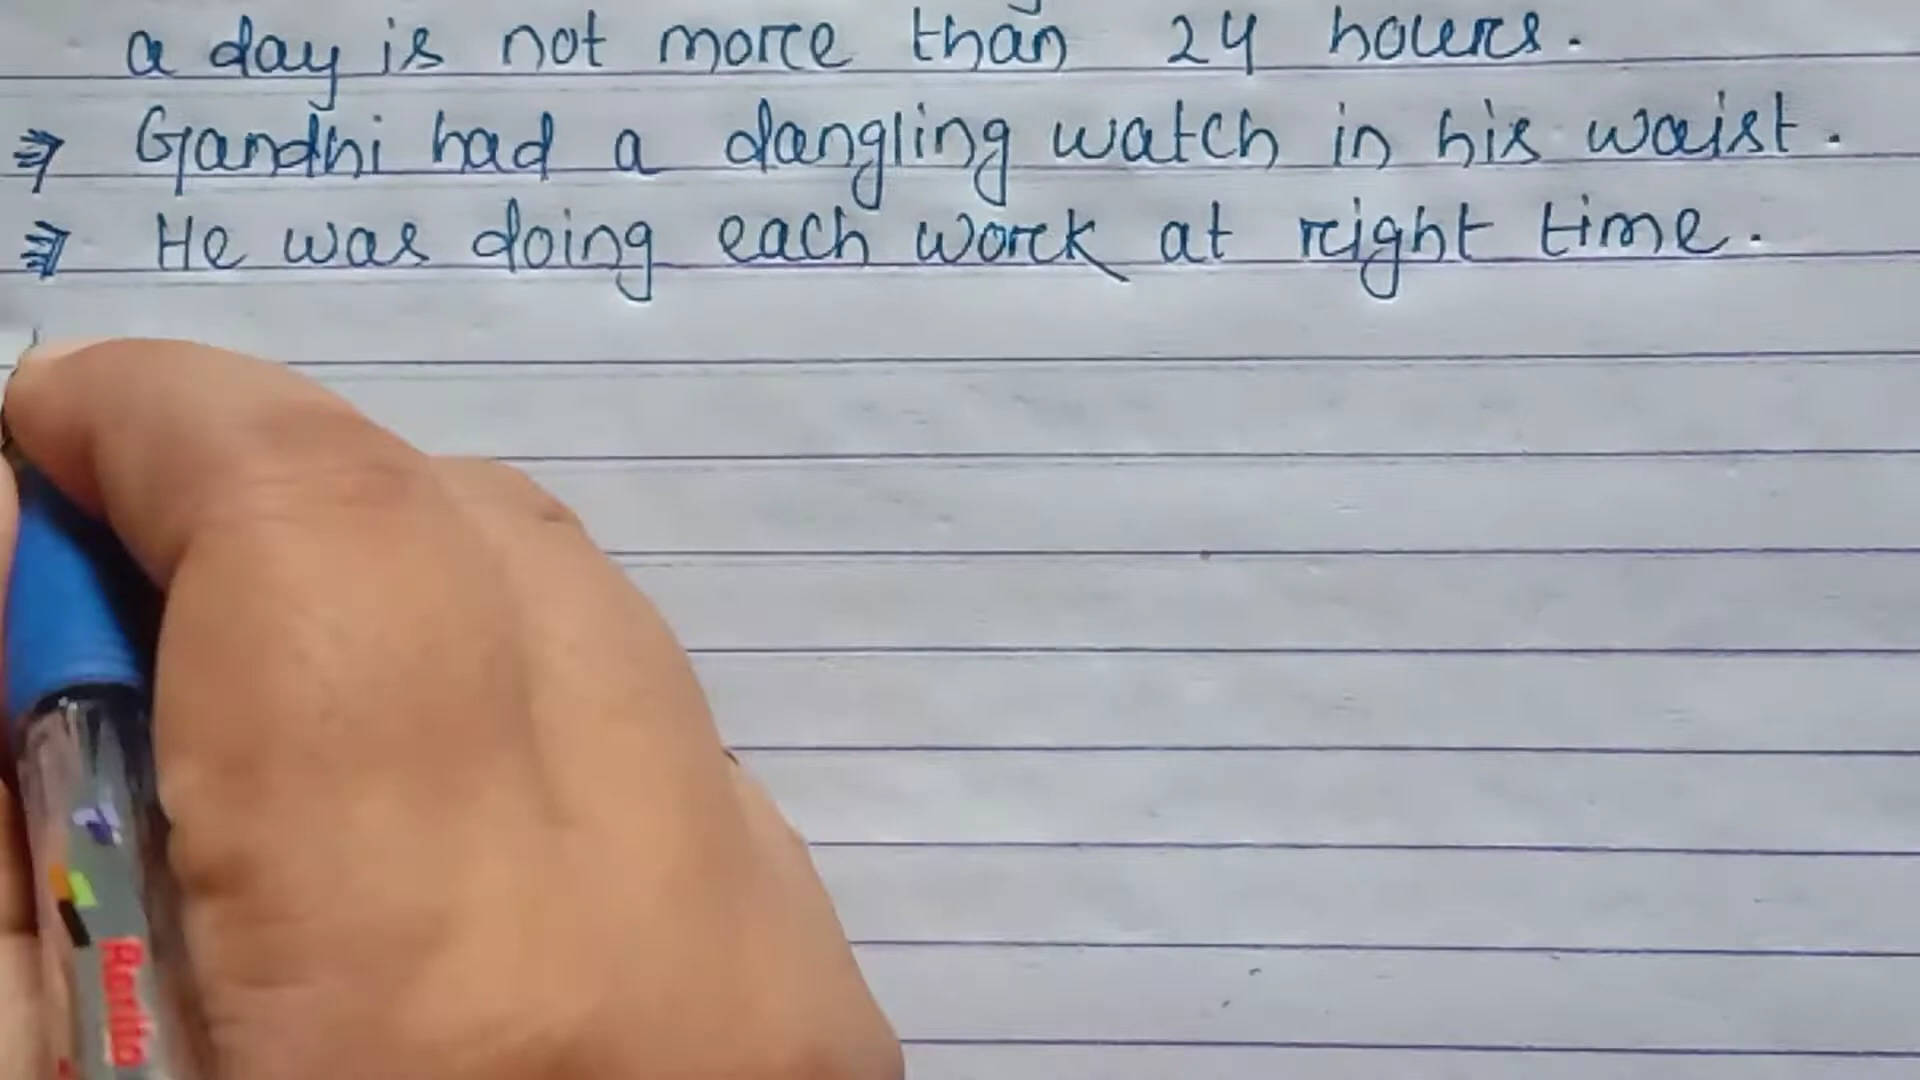 a day is not more than 24 hours.
⇒ Gandhi had a dangling watch in his waist.
⇒ He was doing each work at right time.
Rorito